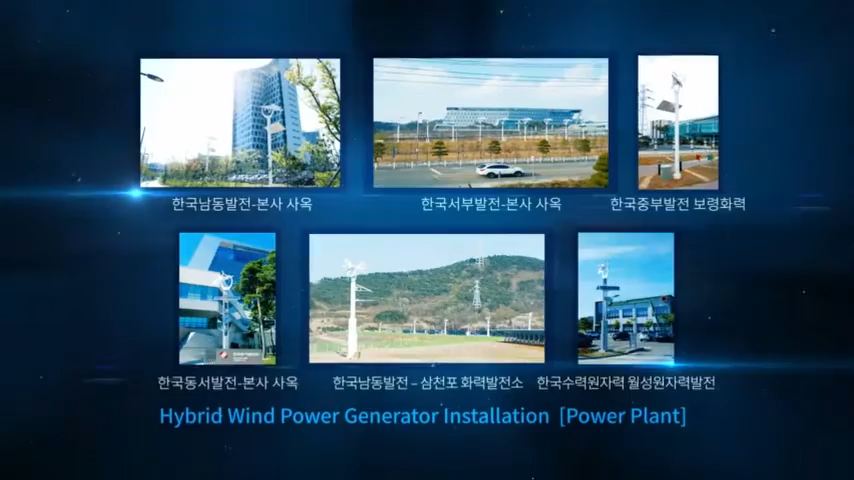 한국남동발전-본사 사옥
한국서부발전-본사 사옥
한국중부발전 보령화력
한국동서발전-본사 사옥
한국남동발전 – 삼천포 화력발전소
한국수력원자력 월성원자력발전
Hybrid Wind Power Generator Installation [Power Plant]